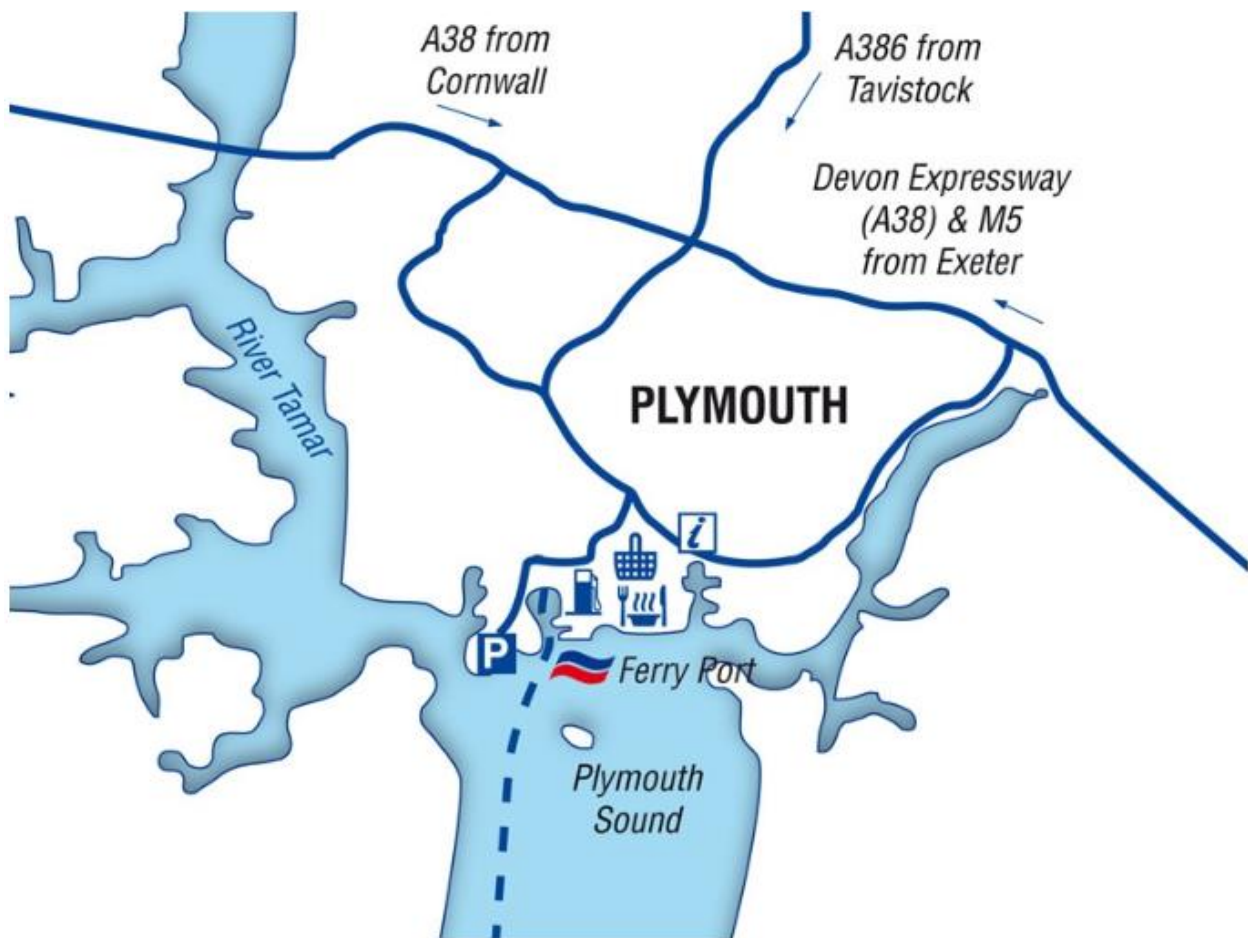 A38 from
Cornwall
A386 from
Tavistock
Devon Expressway
(A38) & M5
from Exeter
River Tamar
PLYMOUTH
i
P
Ferry Port
Plymouth
Sound